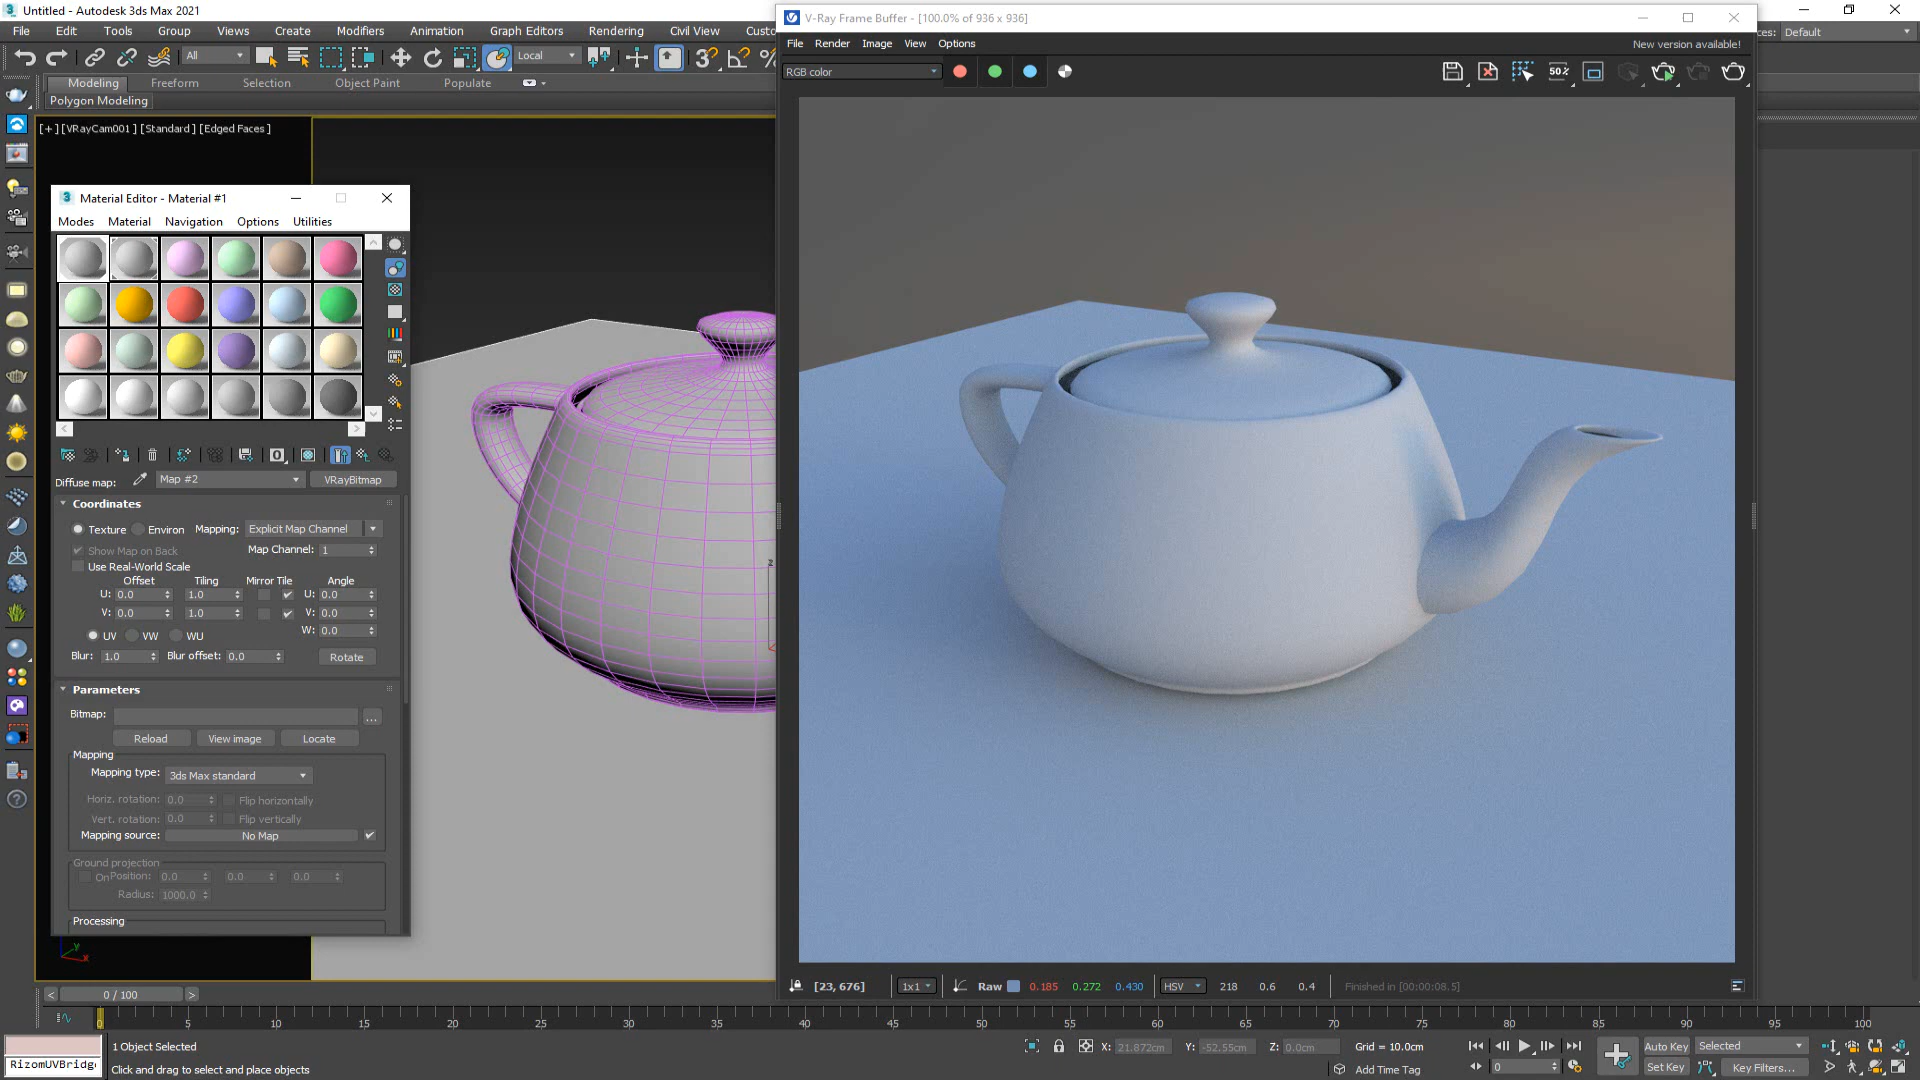 Untitled - Autodesk 3ds Max 2021
File Edit Tools Group Views Create Modifiers Animation Graph Editors Rendering Civil View
All Local
Modeling Freeform Selection Object Paint Populate
Polygon Modeling
[+] [VRayCam001] [Standard] [Edged Faces]
Material Editor - Material #1
Modes Material Navigation Options Utilities
Diffuse map: Map #2 VRayBitmap
Coordinates
Texture Environ Mapping: Explicit Map Channel
Show Map on Back Map Channel: 1
Use Real-World Scale
Offset Tiling Mirror Tile Angle
U: 0.0 1.0 U: 0.0
V: 0.0 1.0 V: 0.0
W: 0.0
UV VW WU
Blur: 1.0 Blur offset: 0.0 Rotate
Parameters
Bitmap: ...
Reload View image Locate
Mapping
Mapping type: 3ds Max standard
Horiz. rotation: 0.0 Flip horizontally
Vert. rotation: 0.0 Flip vertically
Mapping source: No Map
Ground projection
On Position: 0.0 0.0 0.0
Radius: 1000.0
Processing
z
y
x
V-Ray Frame Buffer - [100.0% of 936 x 936]
File Render Image View Options
New version available!
RGB color
50%
[23, 676] 1x1 Raw 0.185 0.272 0.430 HSV 218 0.6 0.4 Finished in [00:00:08.5]
Default
< 0 / 100 >
0 5 10 15 20 25 30 35 40 45 50 55 60 65 70 75 80 85 90 95 100
1 Object Selected
X: 21.872cm Y: -52.55cm Z: 0.0cm Grid = 10.0cm
Auto Key Selected
RizomUVBridge
Click and drag to select and place objects
Add Time Tag
0
Set Key Key Filters...